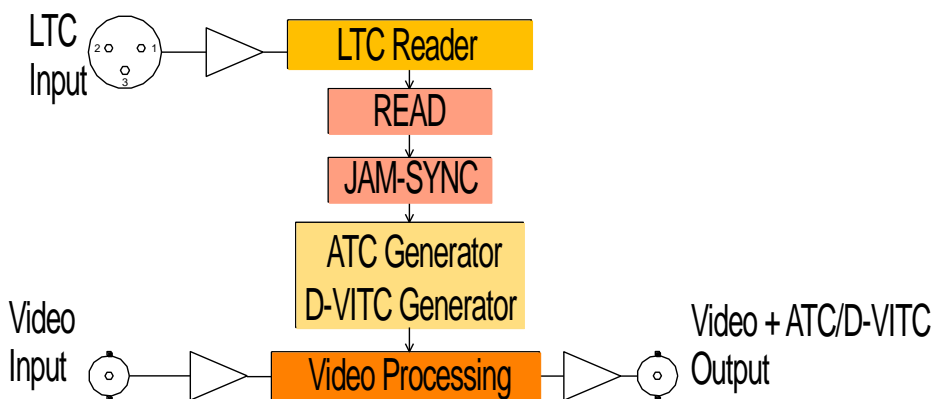 LTC
Input
2
1
3
LTC Reader
READ
JAM-SYNC
ATC Generator
D-VITC Generator
Video
Input
Video Processing
Video + ATC/D-VITC
Output